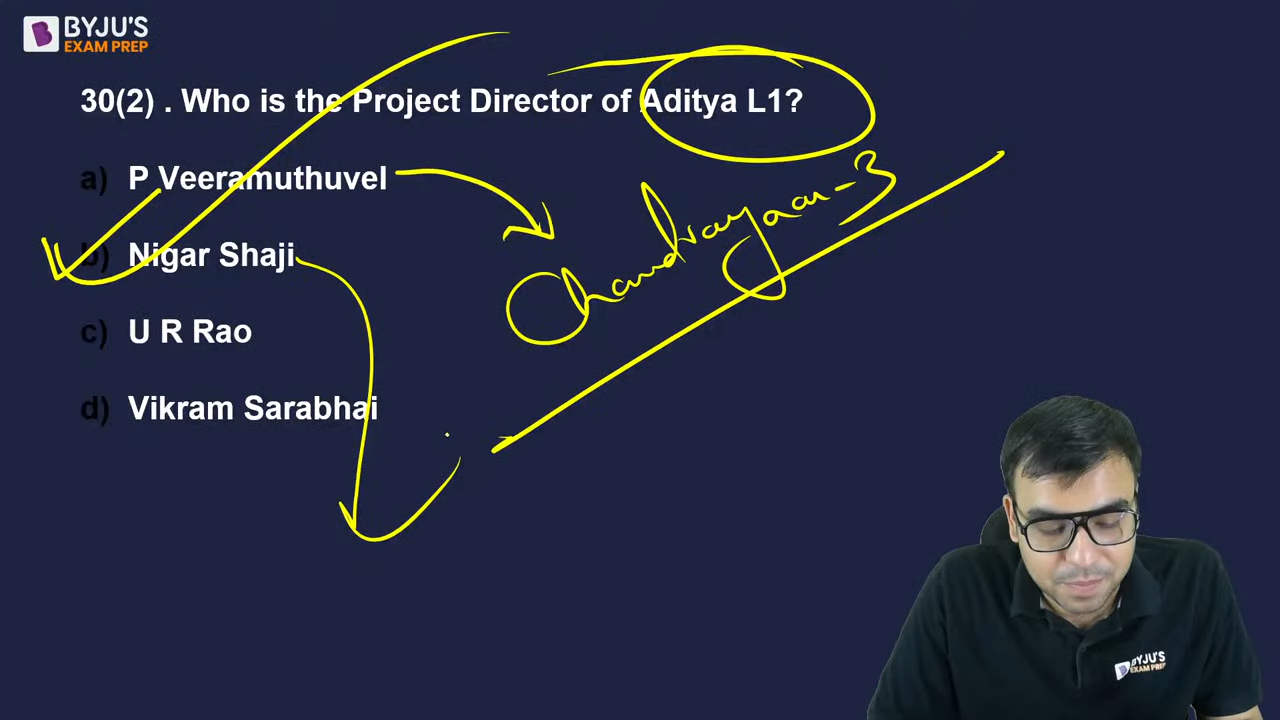 BYJU'S
EXAM PREP
30(2) . Who is the Project Director of Aditya L1?
a) P Veeramuthuvel
b) Nigar Shaji
c) U R Rao
d) Vikram Sarabhai
Chandrayaan-3
BYJU'S
EXAM PREP